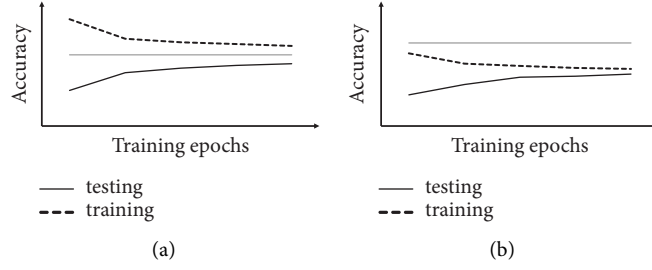 Accuracy
Training epochs
testing
training
(a)
Accuracy
Training epochs
testing
training
(b)